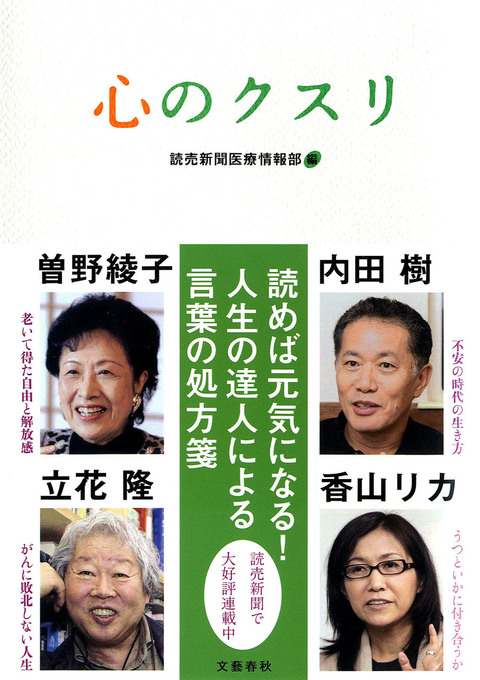 心のクスリ
読売新聞医療情報部 編
曽野綾子
老いて得た自由と解放感
内田 樹
不安の時代の生き方
読めば元気になる!
人生の達人による
言葉の処方箋
立花 隆
がんに敗北しない人生
香山リカ
うつといかに付き合うか
読売新聞で
大好評連載中
文藝春秋